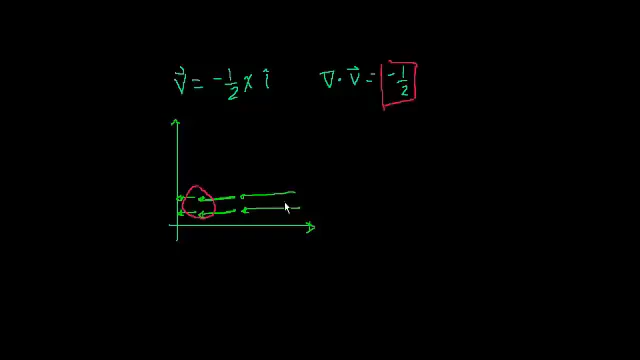 v⃗ = -1/2 x î    ∇ · v⃗ = -1/2